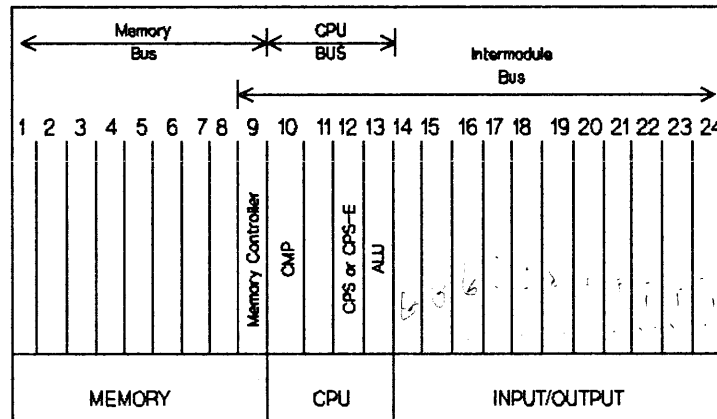 Memory
Bus
CPU
BUS
Intermodule
Bus
1 2 3 4 5 6 7 8 9 10 11 12 13 14 15 16 17 18 19 20 21 22 23 24
Memory Controller
CMP
CPS or CPS-E
ALU
MEMORY CPU INPUT/OUTPUT